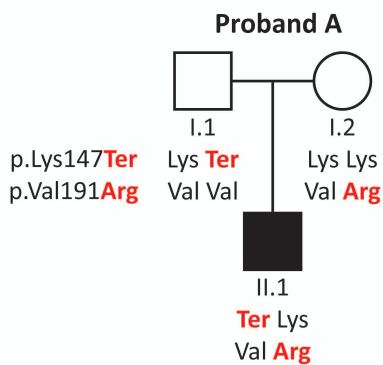 Proband A
I.1 I.2
p.Lys147Ter Lys Ter Lys Lys
p.Val191Arg Val Val Val Arg
II.1
Ter Lys
Val Arg